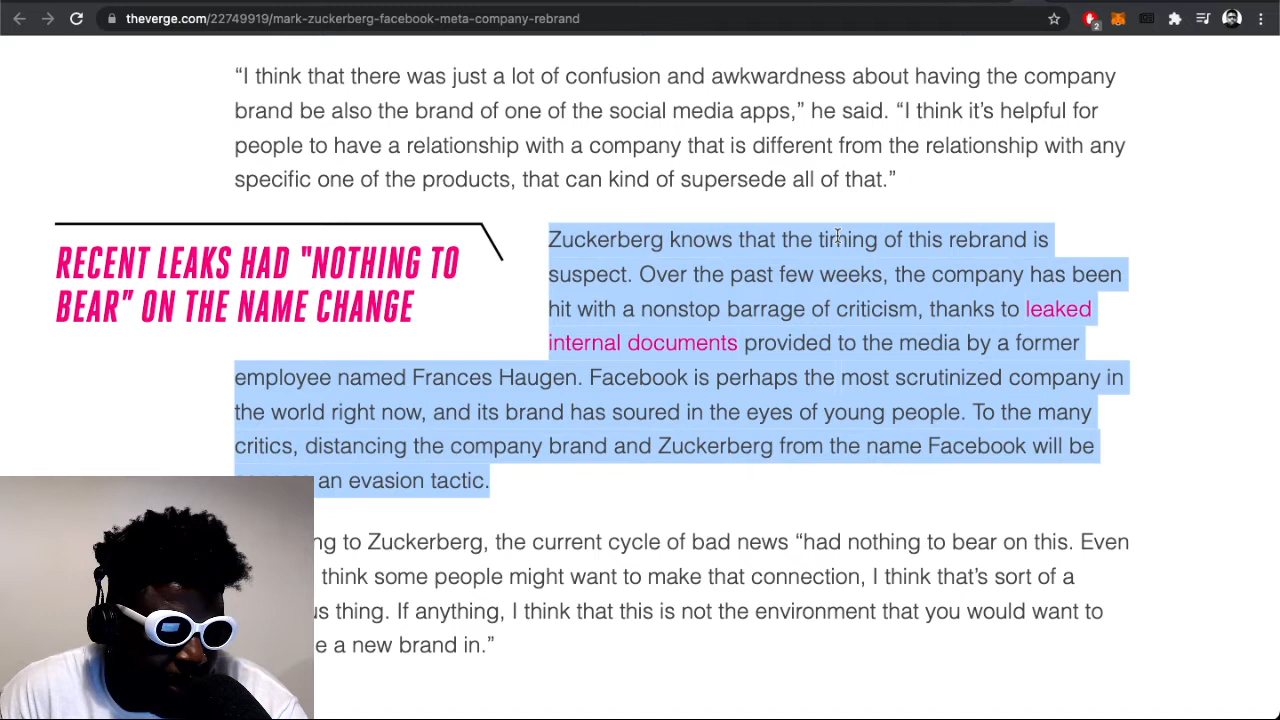 theverge.com/22749919/mark-zuckerberg-facebook-meta-company-rebrand
2
“I think that there was just a lot of confusion and awkwardness about having the company
brand be also the brand of one of the social media apps,” he said. “I think it’s helpful for
people to have a relationship with a company that is different from the relationship with any
specific one of the products, that can kind of supersede all of that.”
RECENT LEAKS HAD "NOTHING TO
BEAR" ON THE NAME CHANGE
Zuckerberg knows that the timing of this rebrand is
suspect. Over the past few weeks, the company has been
hit with a nonstop barrage of criticism, thanks to leaked
internal documents provided to the media by a former
employee named Frances Haugen. Facebook is perhaps the most scrutinized company in
the world right now, and its brand has soured in the eyes of young people. To the many
critics, distancing the company brand and Zuckerberg from the name Facebook will be
an evasion tactic.
ng to Zuckerberg, the current cycle of bad news “had nothing to bear on this. Even
think some people might want to make that connection, I think that’s sort of a
us thing. If anything, I think that this is not the environment that you would want to
e a new brand in.”